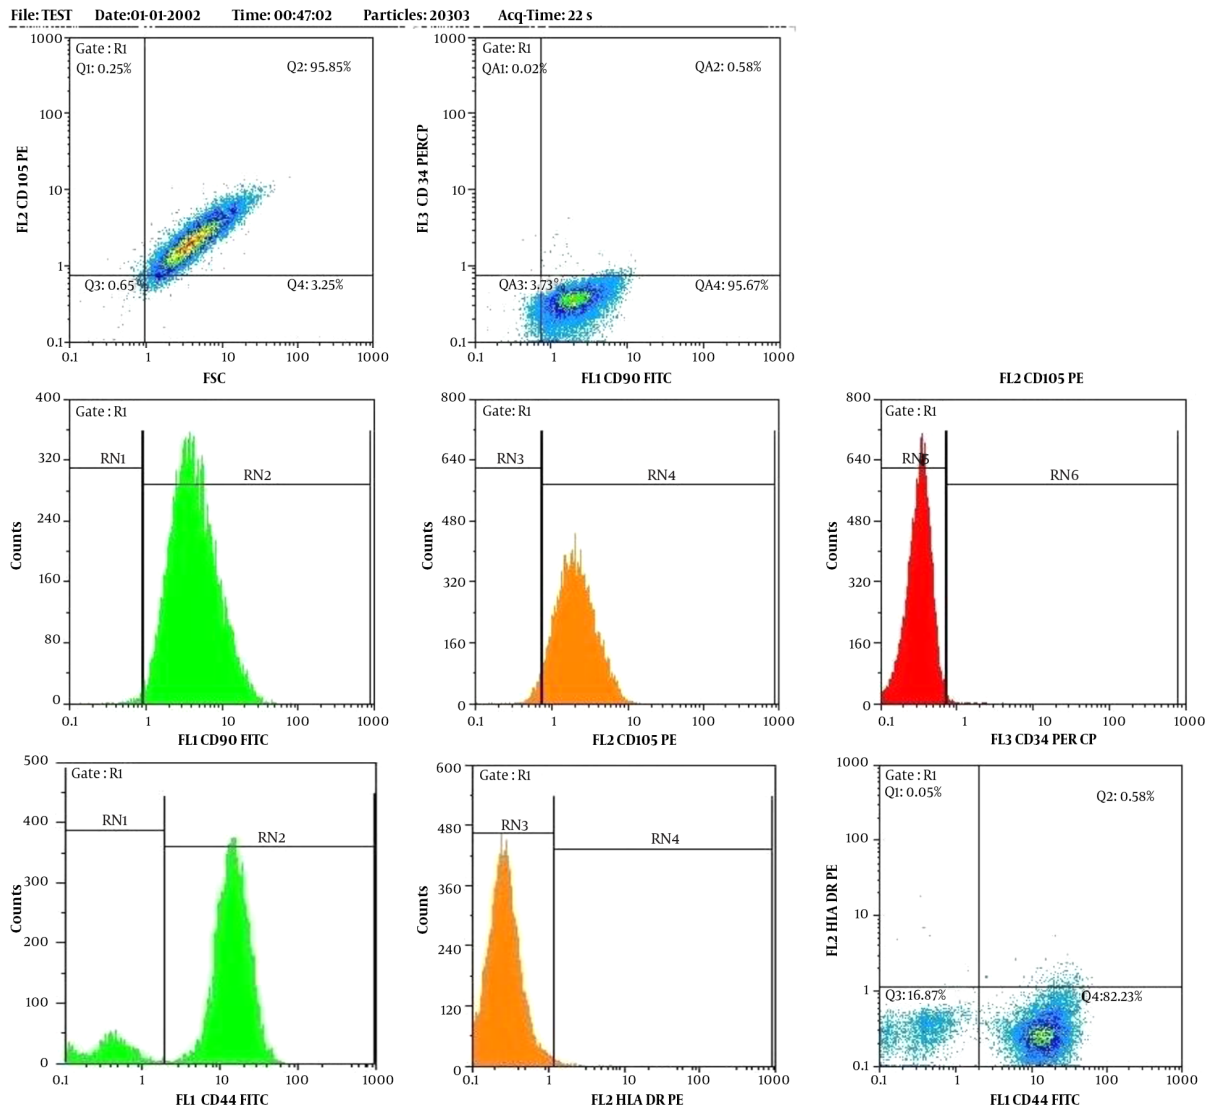 File: TEST Date:01-01-2002 Time: 00:47:02 Particles: 20303 Acq-Time: 22 s
1000
100
10
1
0.1
FL2 CD105 PE
Gate : R1
Q1: 0.25%
Q2: 95.85%
Q3: 0.65%
Q4: 3.25%
0.1 1 10 100 1000
FSC
1000
100
10
1
0.1
FL3 CD 34 PERCP
Gate: R1
QA1: 0.02%
QA2: 0.58%
QA3: 3.73%
QA4: 95.67%
0.1 1 10 100 1000
FL1 CD90 FITC
FL2 CD105 PE
400
320
240
160
80
0
Counts
Gate : R1
RN1
RN2
0.1 1 10 100 1000
FL1 CD90 FITC
800
640
480
320
160
0
Counts
Gate: R1
RN3
RN4
0.1 1 10 100 1000
FL2 CD105 PE
800
640
480
320
160
0
Counts
Gate : R1
RN5
RN6
0.1 1 10 100 1000
FL3 CD34 PER CP
500
400
300
200
100
0
Counts
Gate : R1
RN1
RN2
0.1 1 10 100 1000
FL1 CD44 FITC
600
480
360
240
120
0
Counts
Gate : R1
RN3
RN4
0.1 1 10 100 1000
FL2 HLA DR PE
1000
100
10
1
0.1
FL2 HLA DR PE
Gate : R1
Q1: 0.05%
Q2: 0.58%
Q3: 16.87%
Q4:82.23%
0.1 1 10 100 1000
FL1 CD44 FITC